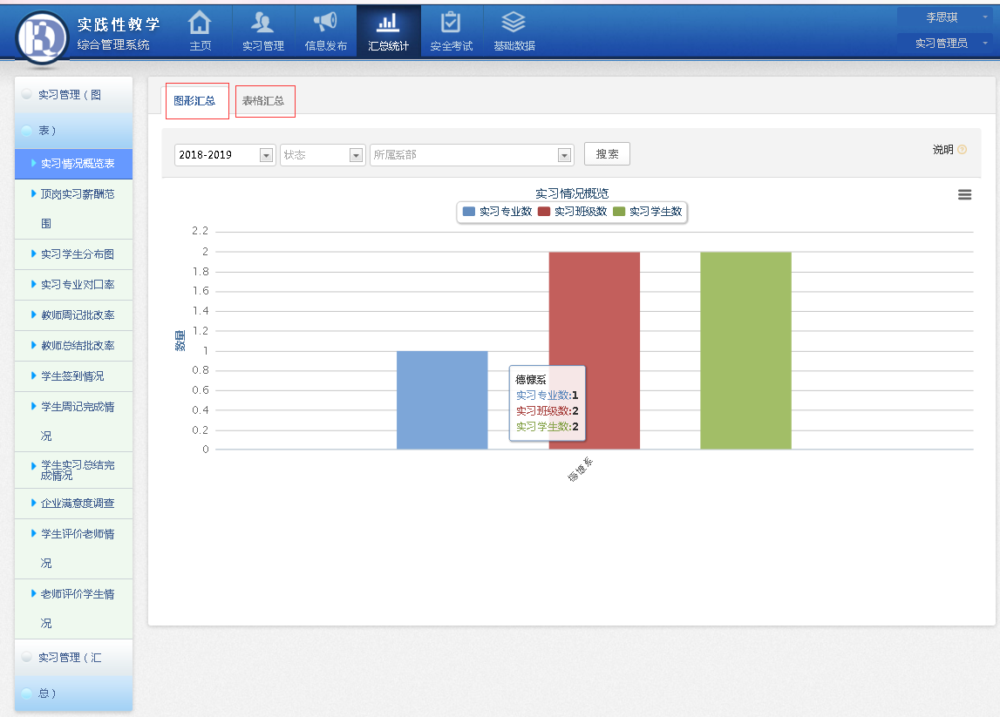 实践性教学
综合管理系统
主页
实习管理
信息发布
汇总统计
安全考试
基础数据
李思琪
实习管理员
实习管理（图
表）
实习情况概览表
顶岗实习薪酬范
围
实习学生分布图
实习专业对口率
教师周记批改率
教师总结批改率
学生签到情况
学生周记完成情
况
学生实习总结完
成情况
企业满意度调查
学生评价老师情
况
老师评价学生情
况
实习管理（汇
总）
图形汇总
表格汇总
2018-2019
状态
所属系部
搜索
说明
实习情况概览
实习专业数 实习班级数 实习学生数
2.2
2
1.8
1.6
1.4
1.2
1
0.8
0.6
0.4
0.2
0
数量
德慷系
实习专业数:1
实习班级数:2
实习学生数:2
德慷系